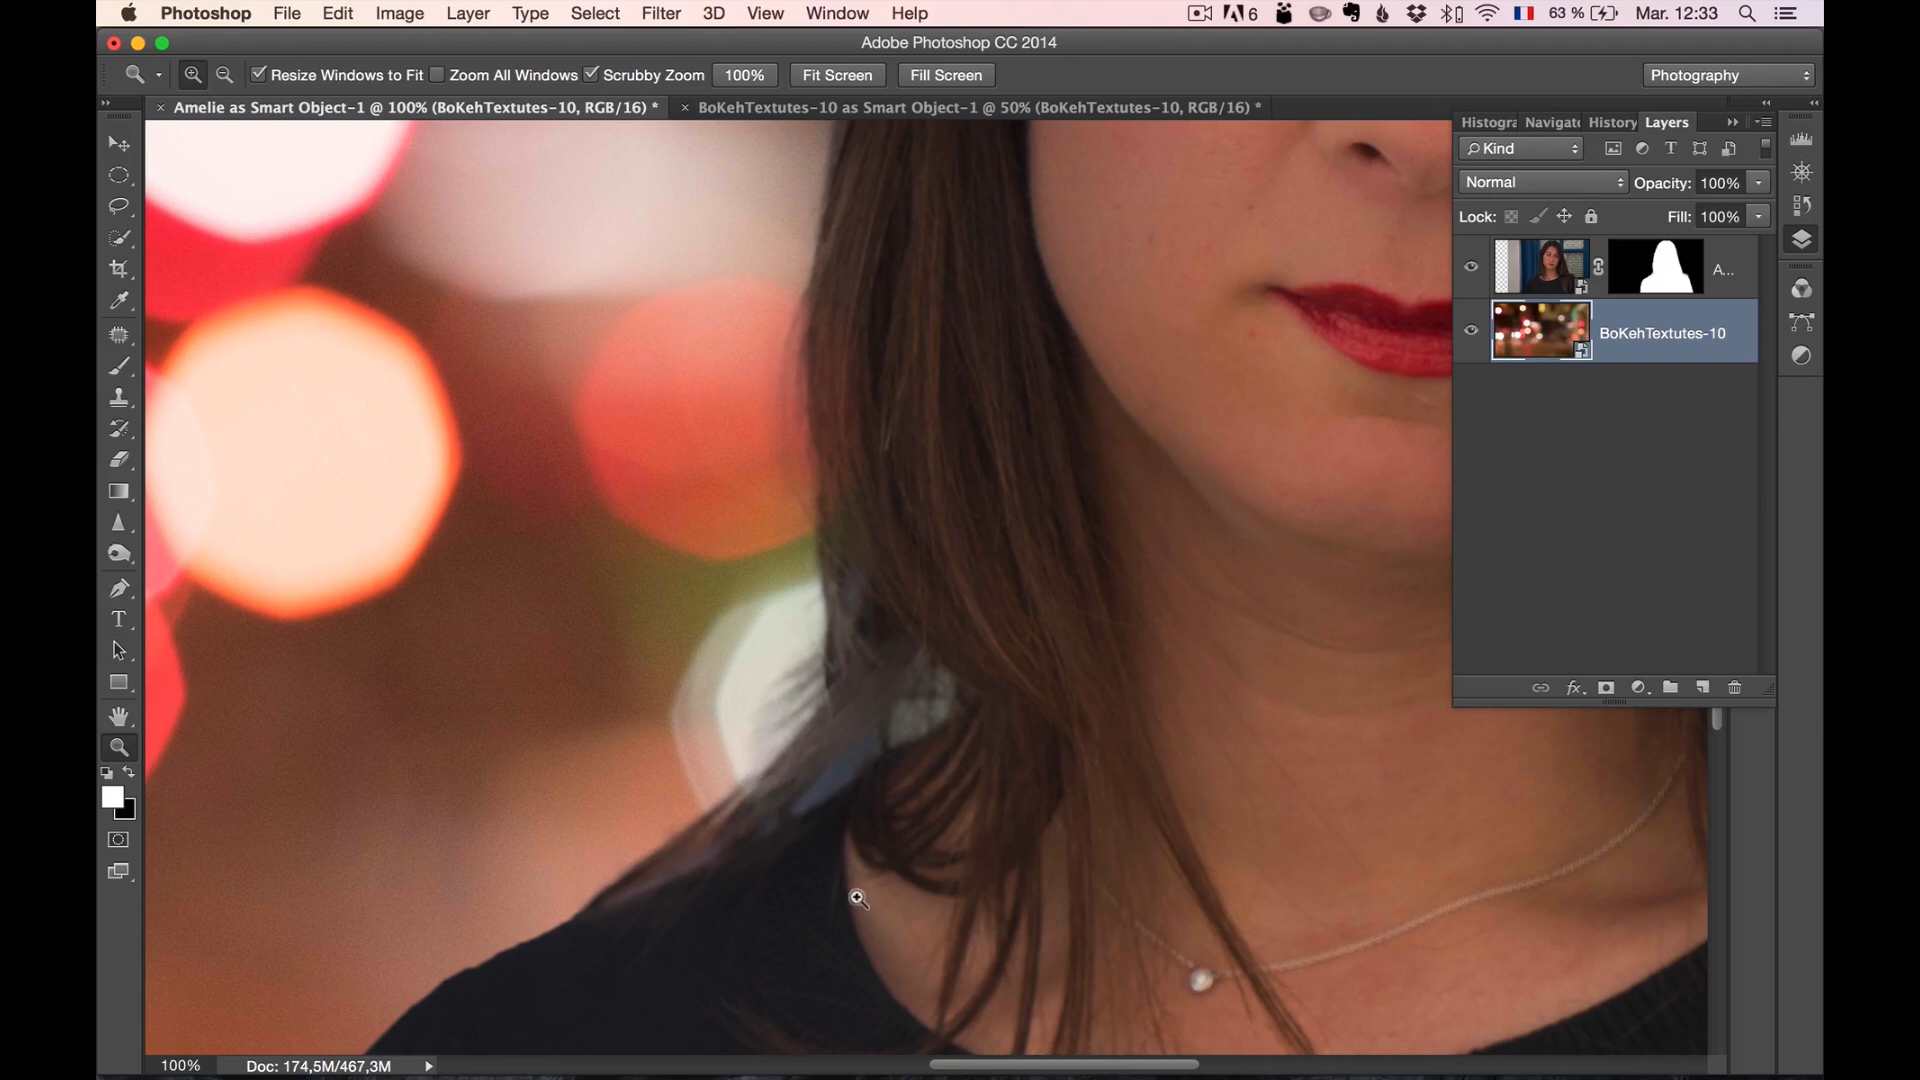 Photoshop File Edit Image Layer Type Select Filter 3D View Window Help 6 63 % Mar. 12:33
Adobe Photoshop CC 2014
Resize Windows to Fit Zoom All Windows Scrubby Zoom 100% Fit Screen Fill Screen Photography
× Amelie as Smart Object-1 @ 100% (BoKehTextutes-10, RGB/16) * × BoKehTextutes-10 as Smart Object-1 @ 50% (BoKehTextutes-10, RGB/16) *
Histogra Navigato History Layers
Kind
Normal Opacity: 100%
Lock: Fill: 100%
A...
BoKehTextutes-10
fx
100% Doc: 174,5M/467,3M